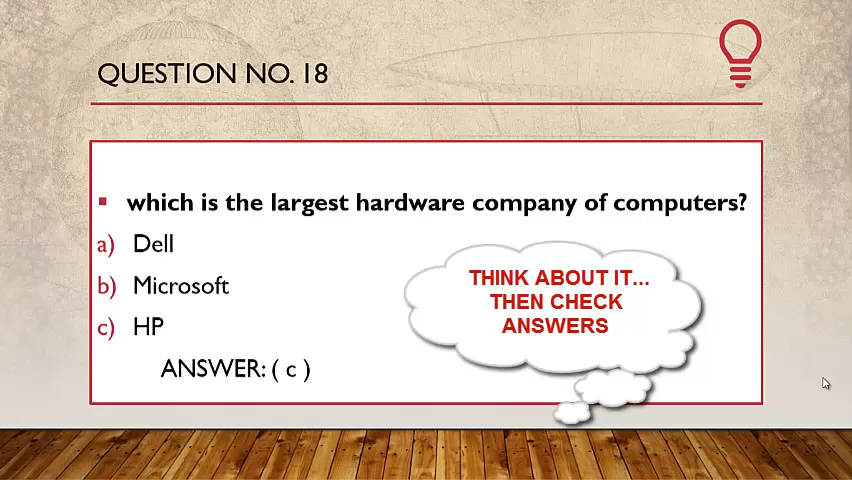 QUESTION NO. 18
which is the largest hardware company of computers?
a) Dell
b) Microsoft
c) HP
ANSWER: ( c )
THINK ABOUT IT...
THEN CHECK
ANSWERS